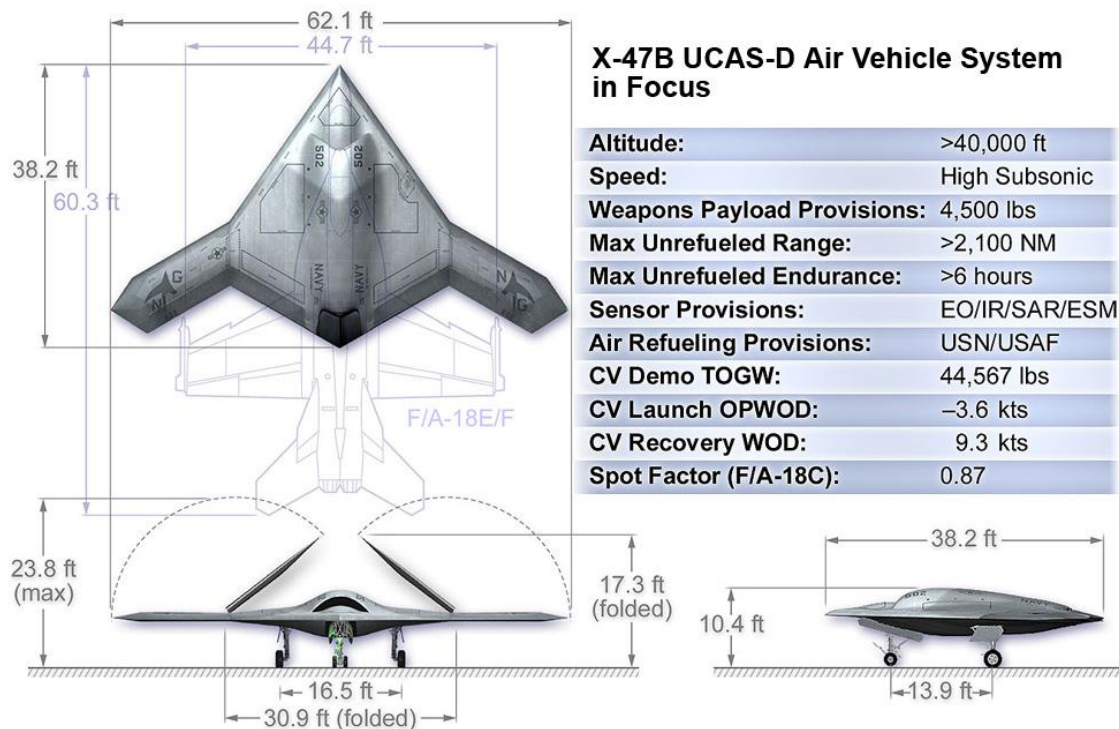 62.1 ft
44.7 ft
38.2 ft
60.3 ft
502
502
NAVY
NAVY
N G
N G
F/A-18E/F
X-47B UCAS-D Air Vehicle System
in Focus
Altitude: >40,000 ft
Speed: High Subsonic
Weapons Payload Provisions: 4,500 lbs
Max Unrefueled Range: >2,100 NM
Max Unrefueled Endurance: >6 hours
Sensor Provisions: EO/IR/SAR/ESM
Air Refueling Provisions: USN/USAF
CV Demo TOGW: 44,567 lbs
CV Launch OPWOD: –3.6 kts
CV Recovery WOD: 9.3 kts
Spot Factor (F/A-18C): 0.87
23.8 ft
(max)
17.3 ft
(folded)
16.5 ft
30.9 ft (folded)
38.2 ft
502
NAVY
10.4 ft
13.9 ft